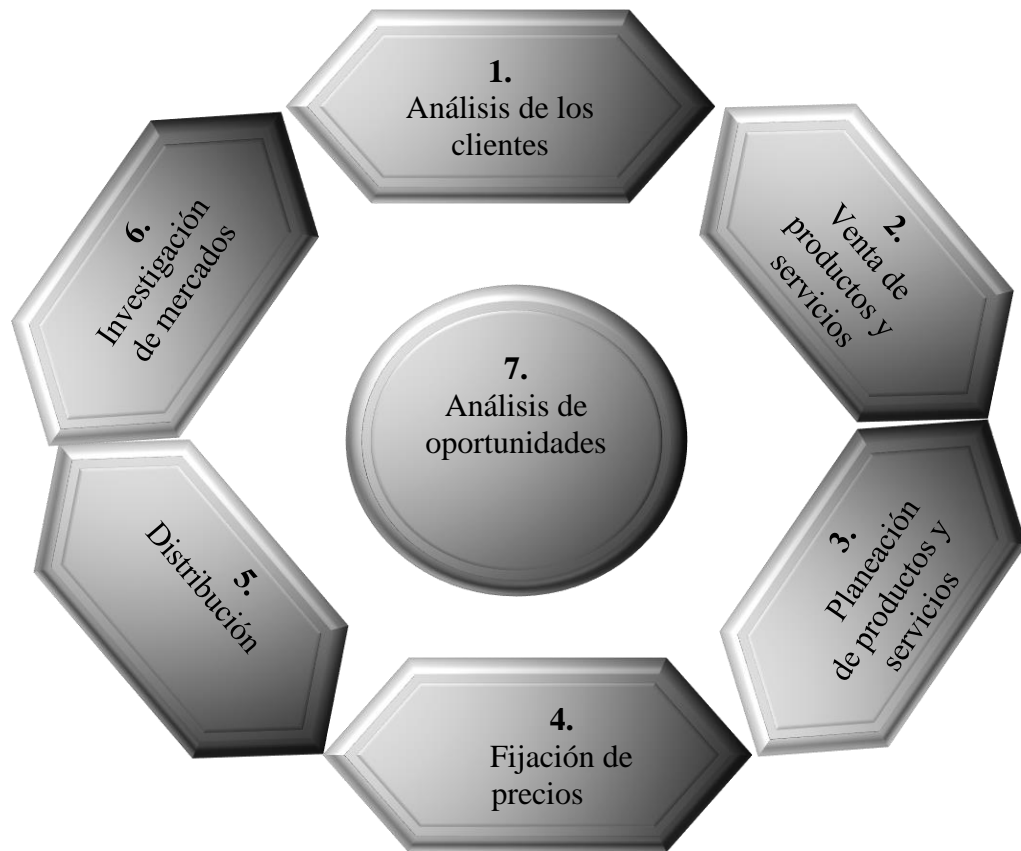 1.
Análisis de los
clientes
2.
Venta de
productos y
servicios
3.
Planeación
de productos y
servicios
4.
Fijación de
precios
5.
Distribución
6.
Investigación
de mercados
7.
Análisis de
oportunidades